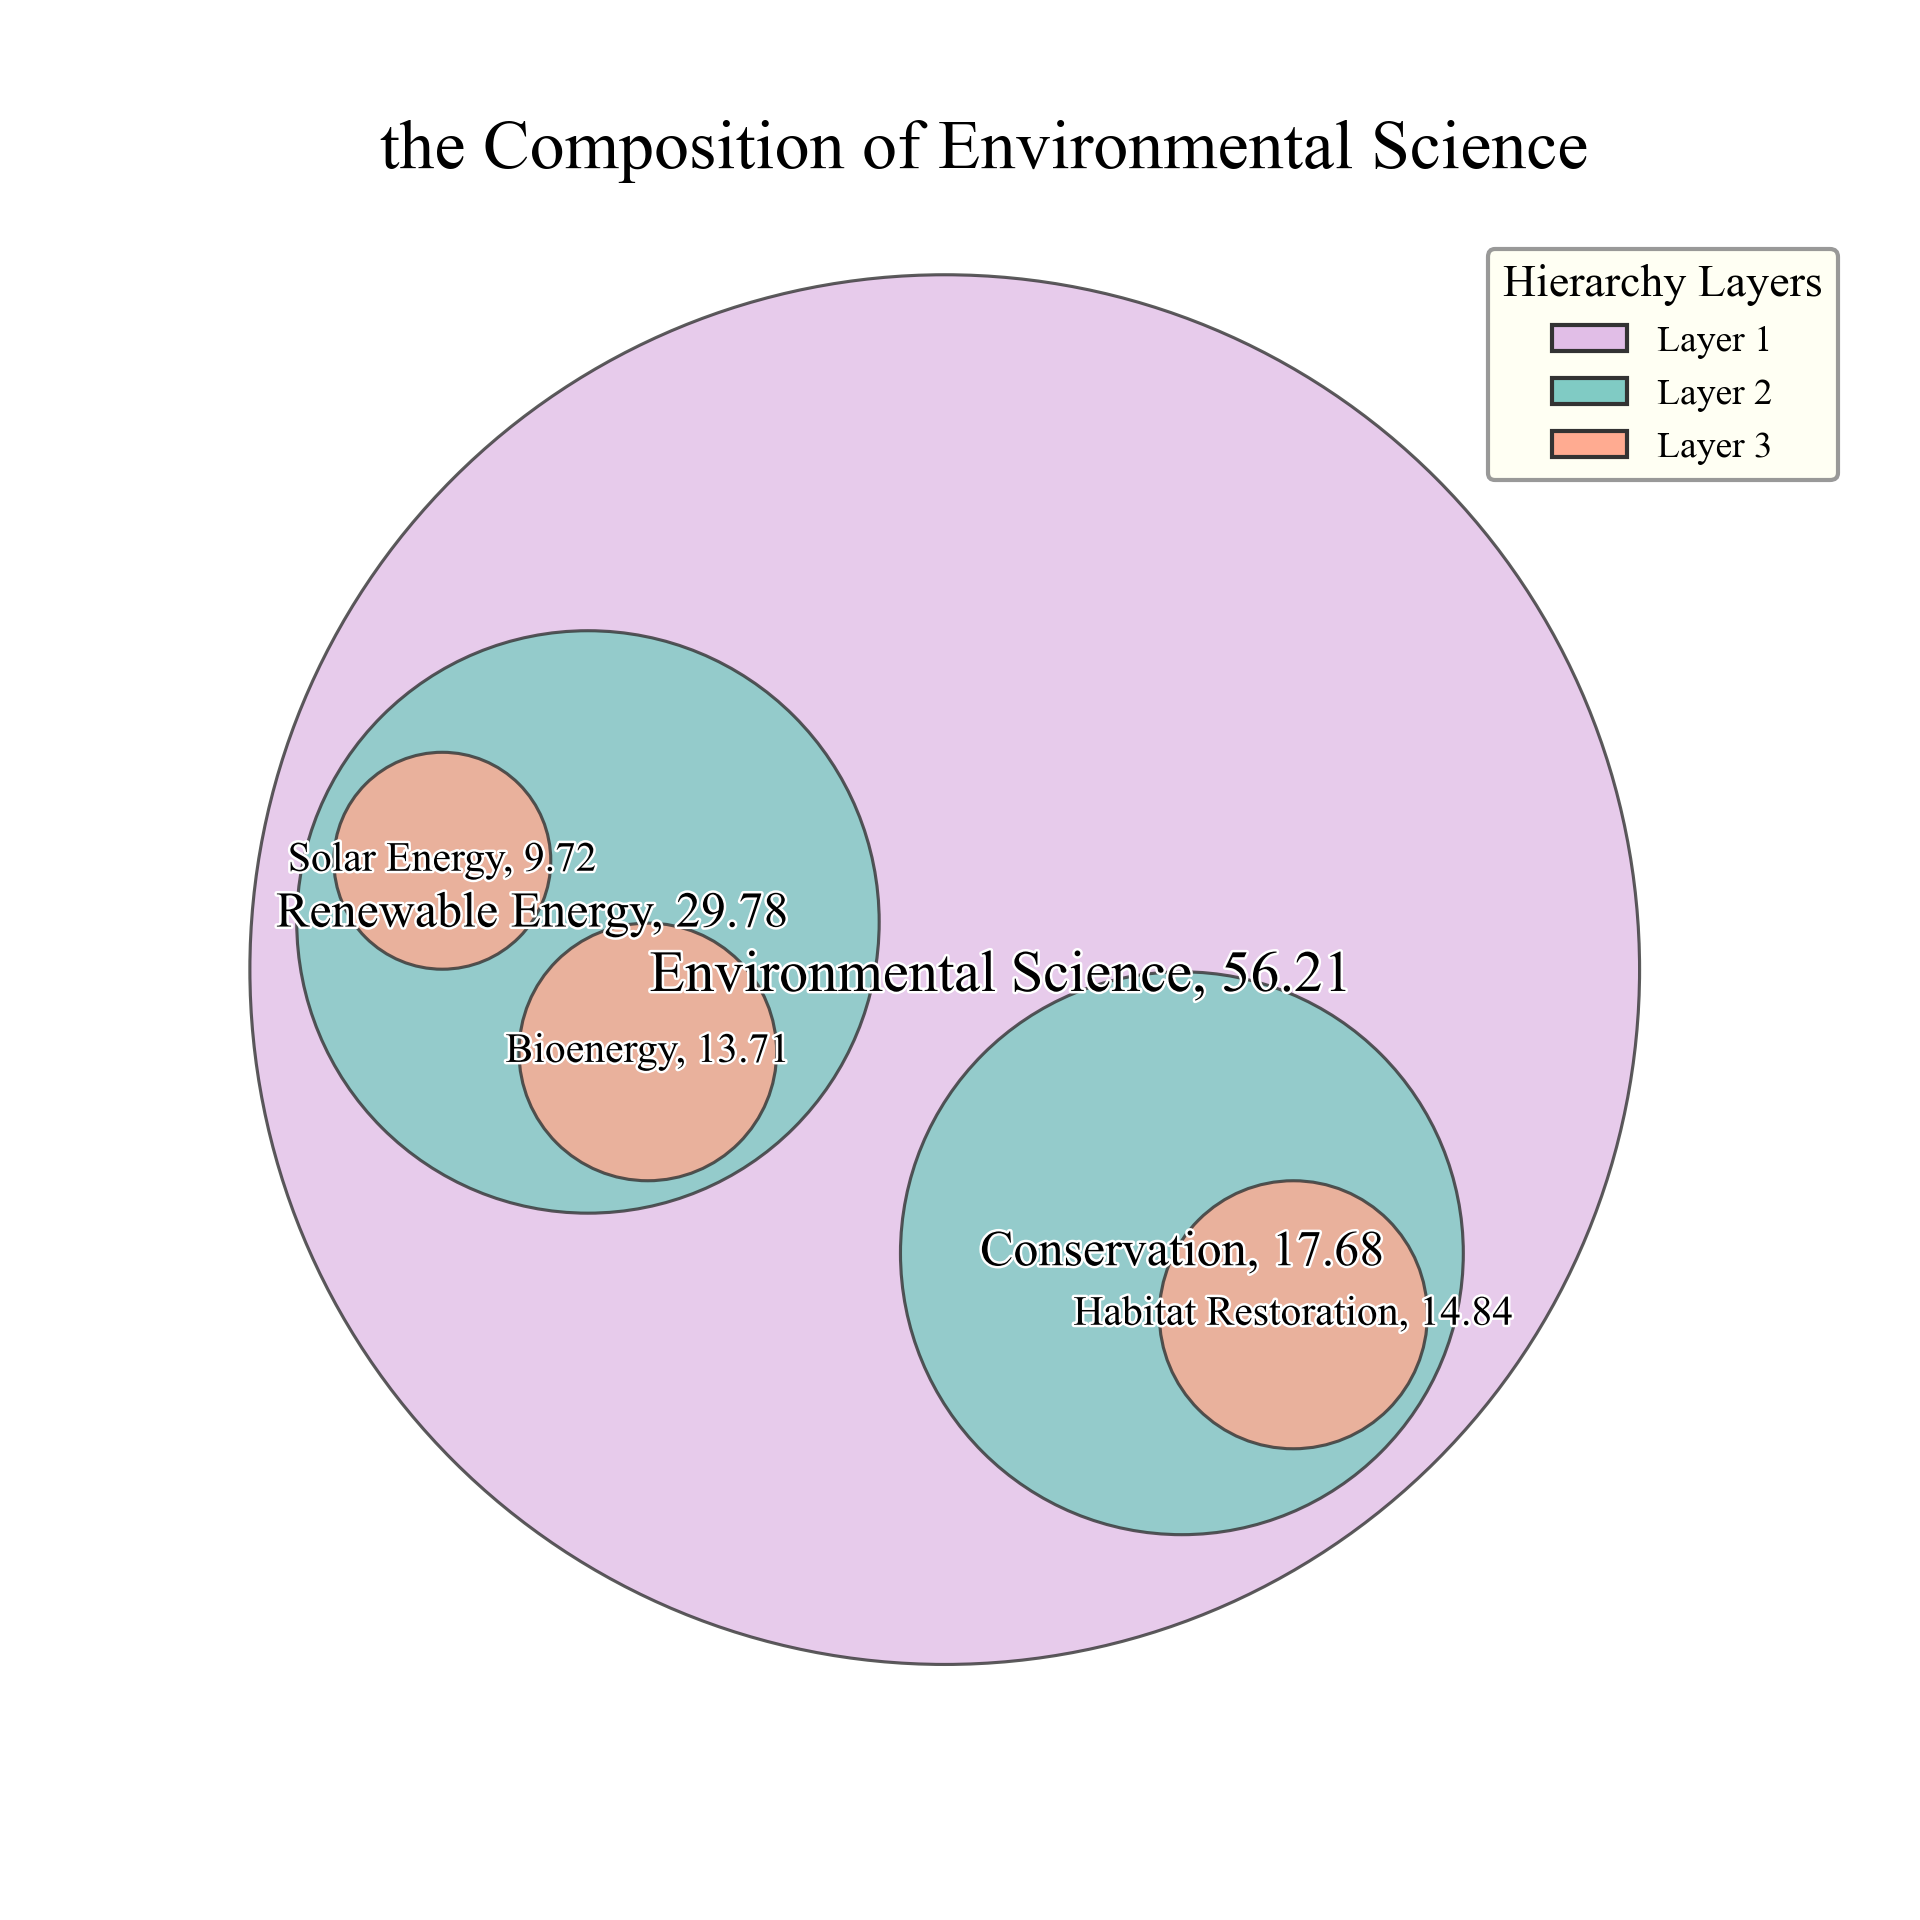 the Composition of Environmental Science
Hierarchy Layers
Layer 1
Layer 2
Layer 3
Solar Energy, 9.72
Renewable Energy, 29.78
Environmental Science, 56.21
Bioenergy, 13.71
Conservation, 17.68
Habitat Restoration, 14.84